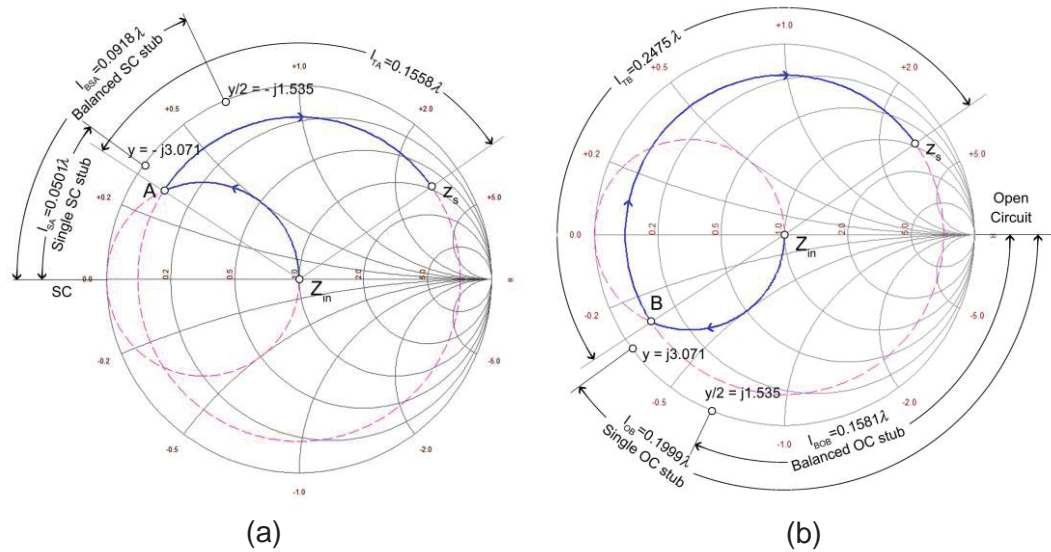 l_BSA=0.0918λ
Balanced SC stub
l_SA=0.0501λ
Single SC stub
l_TA=0.1558λ
y/2 = - j1.535
y = - j3.071
A
z_s
Z_in
SC
+1.0
+0.5
+2.0
+0.2
+5.0
0.0
0.2
0.5
1.0
2.0
5.0
∞
-0.2
-5.0
-0.5
-2.0
-1.0
(a)
l_TB=0.2475λ
+1.0
+0.5
+2.0
+0.2
+5.0
z_s
Open
Circuit
0.0
0.2
0.5
1.0
2.0
5.0
∞
Z_in
B
-0.2
-5.0
y = j3.071
y/2 = j1.535
-0.5
-2.0
-1.0
l_OB=0.1999λ
Single OC stub
l_BOB=0.1581λ
Balanced OC stub
(b)